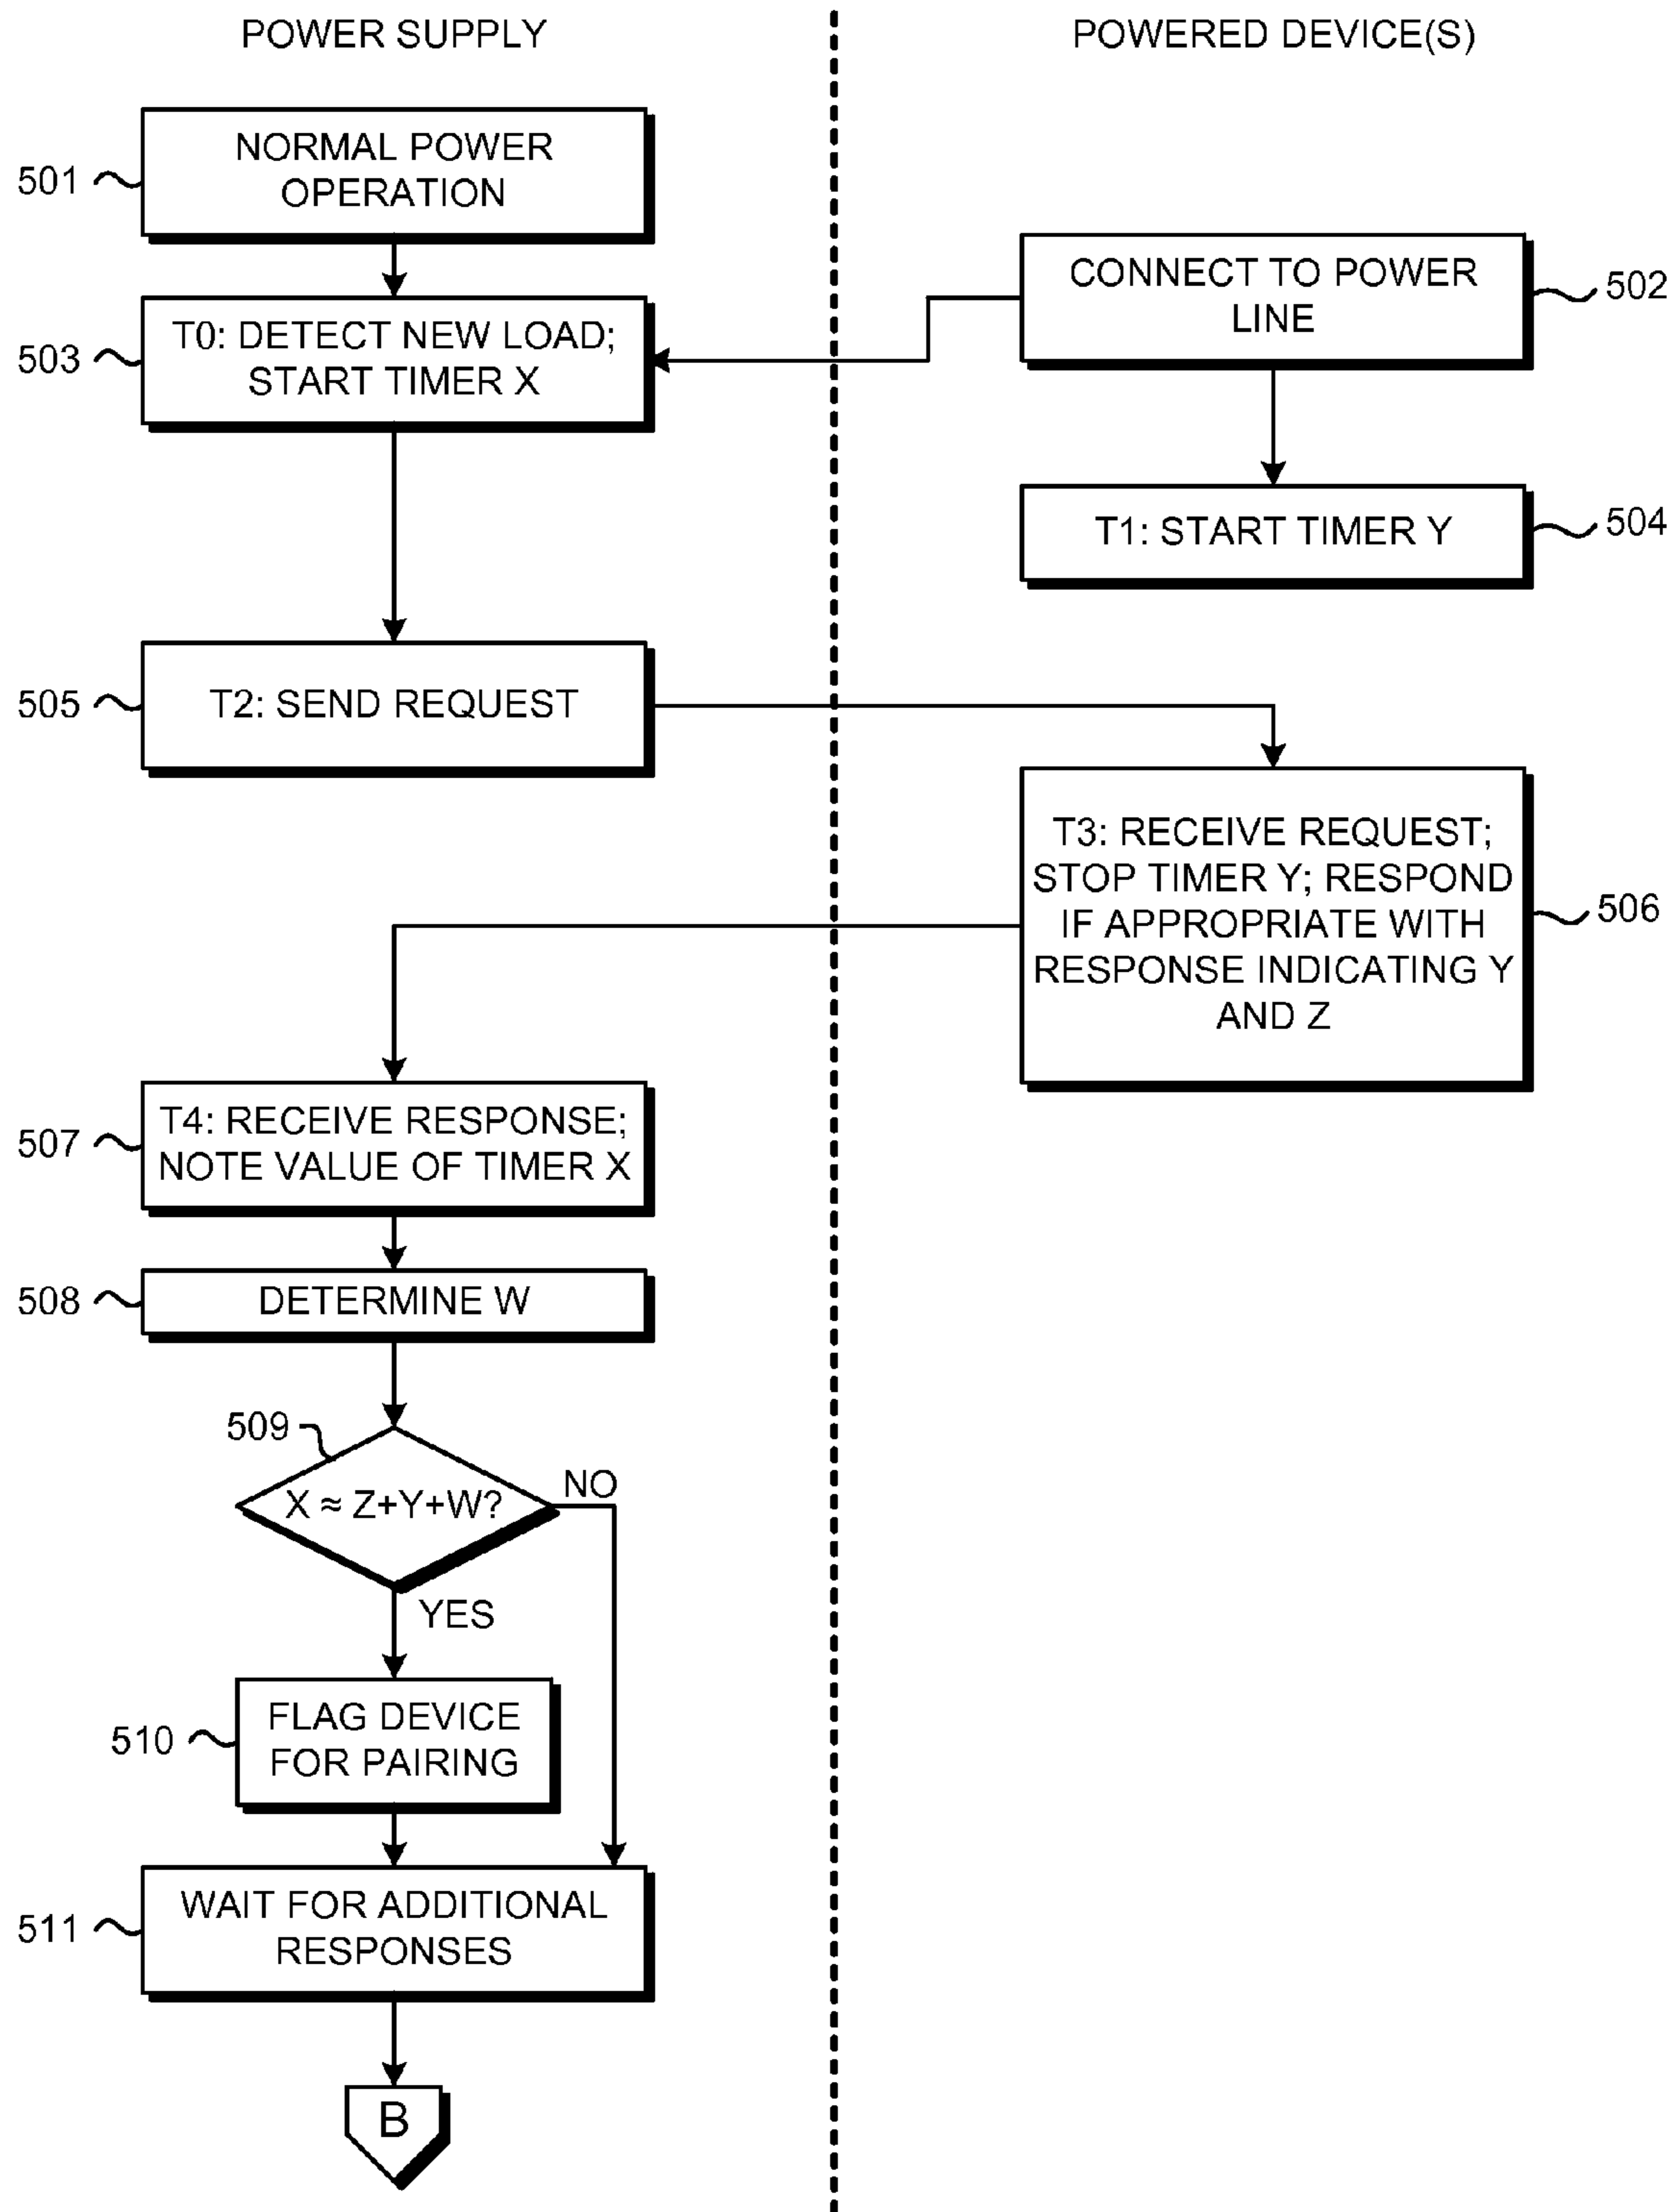 POWER SUPPLY
POWERED DEVICE(S)
501
NORMAL POWER
OPERATION
CONNECT TO POWER
LINE
502
503
T0: DETECT NEW LOAD;
START TIMER X
T1: START TIMER Y
504
505
T2: SEND REQUEST
T3: RECEIVE REQUEST;
STOP TIMER Y; RESPOND
IF APPROPRIATE WITH
RESPONSE INDICATING Y
AND Z
506
507
T4: RECEIVE RESPONSE;
NOTE VALUE OF TIMER X
508
DETERMINE W
509
X ≈ Z+Y+W?
NO
YES
510
FLAG DEVICE
FOR PAIRING
511
WAIT FOR ADDITIONAL
RESPONSES
B